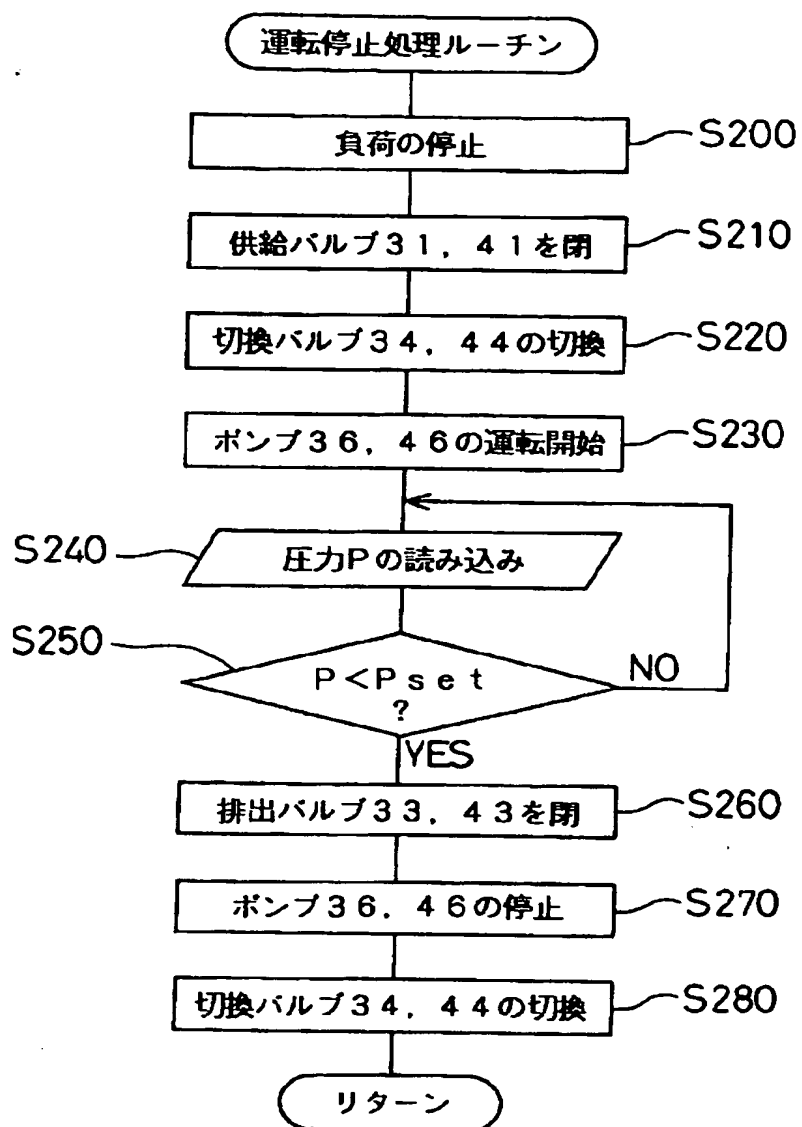 運転停止処理ルーチン
負荷の停止
S200
供給バルブ３１，４１を閉
S210
切換バルブ３４，４４の切換
S220
ポンプ３６，４６の運転開始
S230
S240
圧力Ｐの読み込み
S250
Ｐ＜Ｐｓｅｔ
?
NO
YES
排出バルブ３３，４３を閉
S260
ポンプ３６，４６の停止
S270
切換バルブ３４，４４の切換
S280
リターン